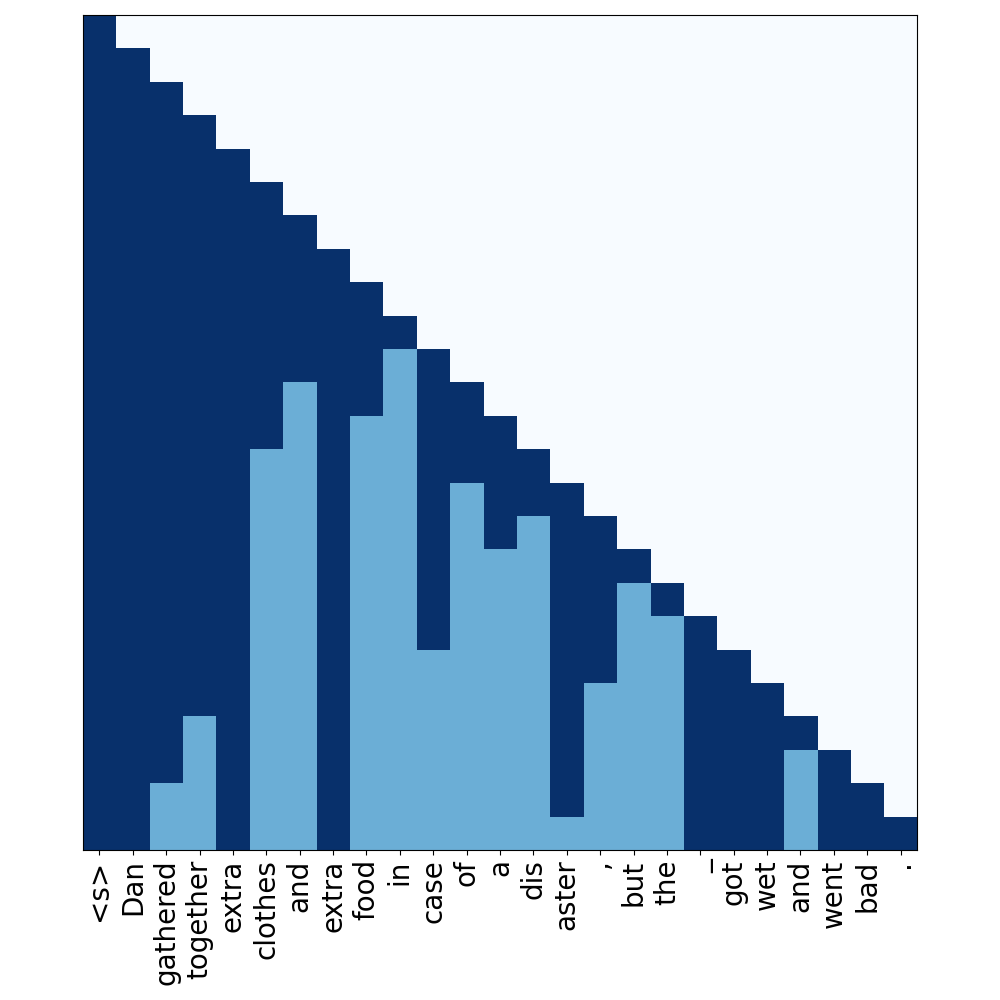 <s> Dan gathered together extra clothes and extra food in case of a dis aster , but the _ got wet and went bad .